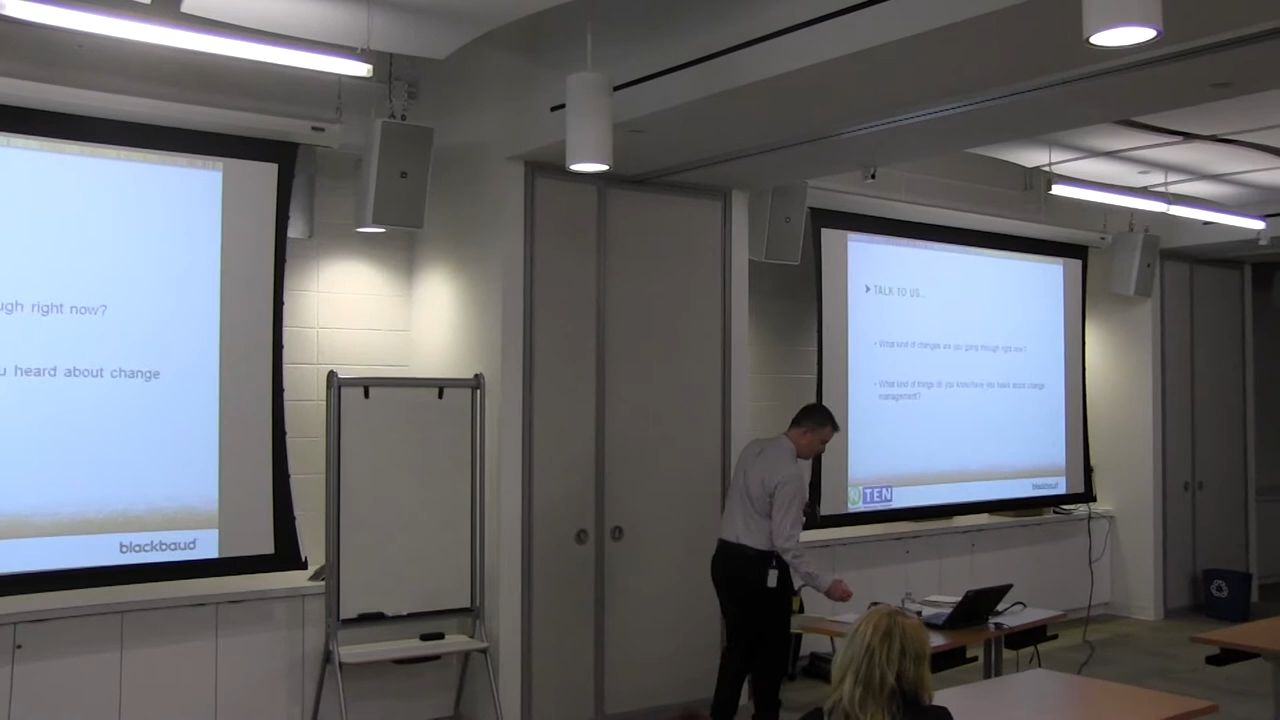 ugh right now?
u heard about change
blackbaud
TALK TO US...
• What kind of changes are you going through right now?
• What kind of things do you know/have you heard about change
management?
NTEN
blackbaud